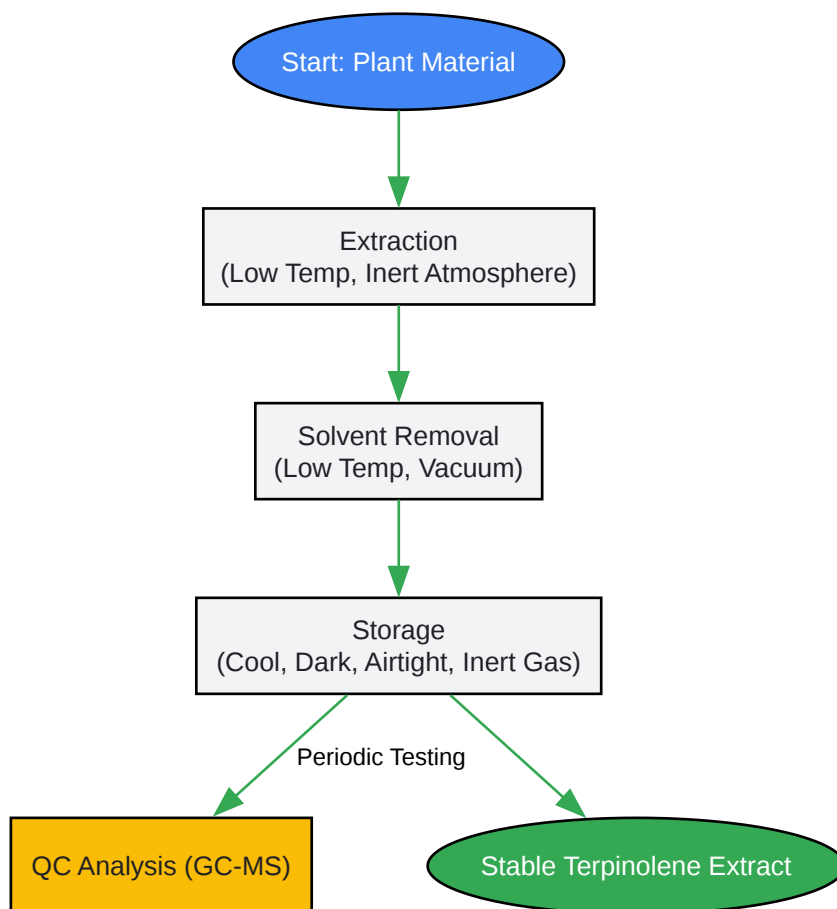 Start: Plant Material
Extraction
(Low Temp, Inert Atmosphere)
Solvent Removal
(Low Temp, Vacuum)
Storage
(Cool, Dark, Airtight, Inert Gas)
Periodic Testing
QC Analysis (GC-MS)
Stable Terpinolene Extract